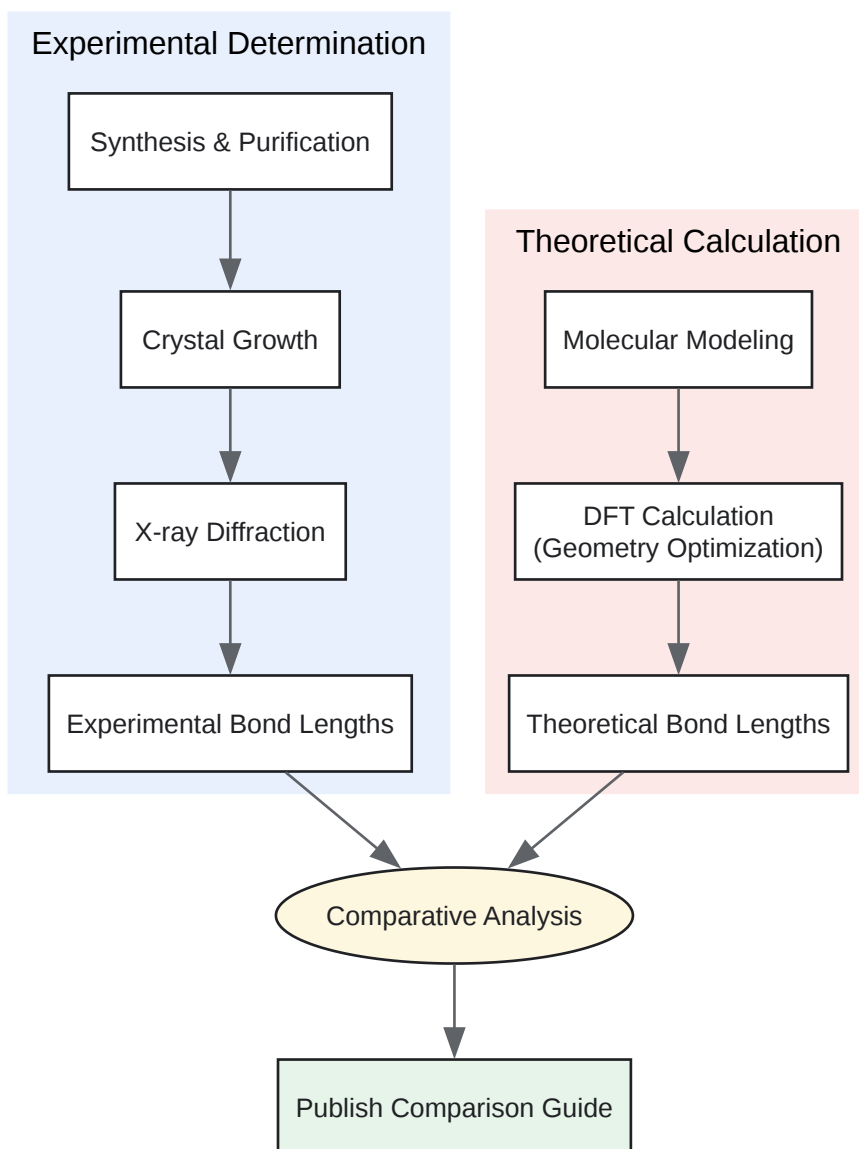 Experimental Determination
Synthesis & Purification
Crystal Growth
X-ray Diffraction
Experimental Bond Lengths
Theoretical Calculation
Molecular Modeling
DFT Calculation
(Geometry Optimization)
Theoretical Bond Lengths
Comparative Analysis
Publish Comparison Guide